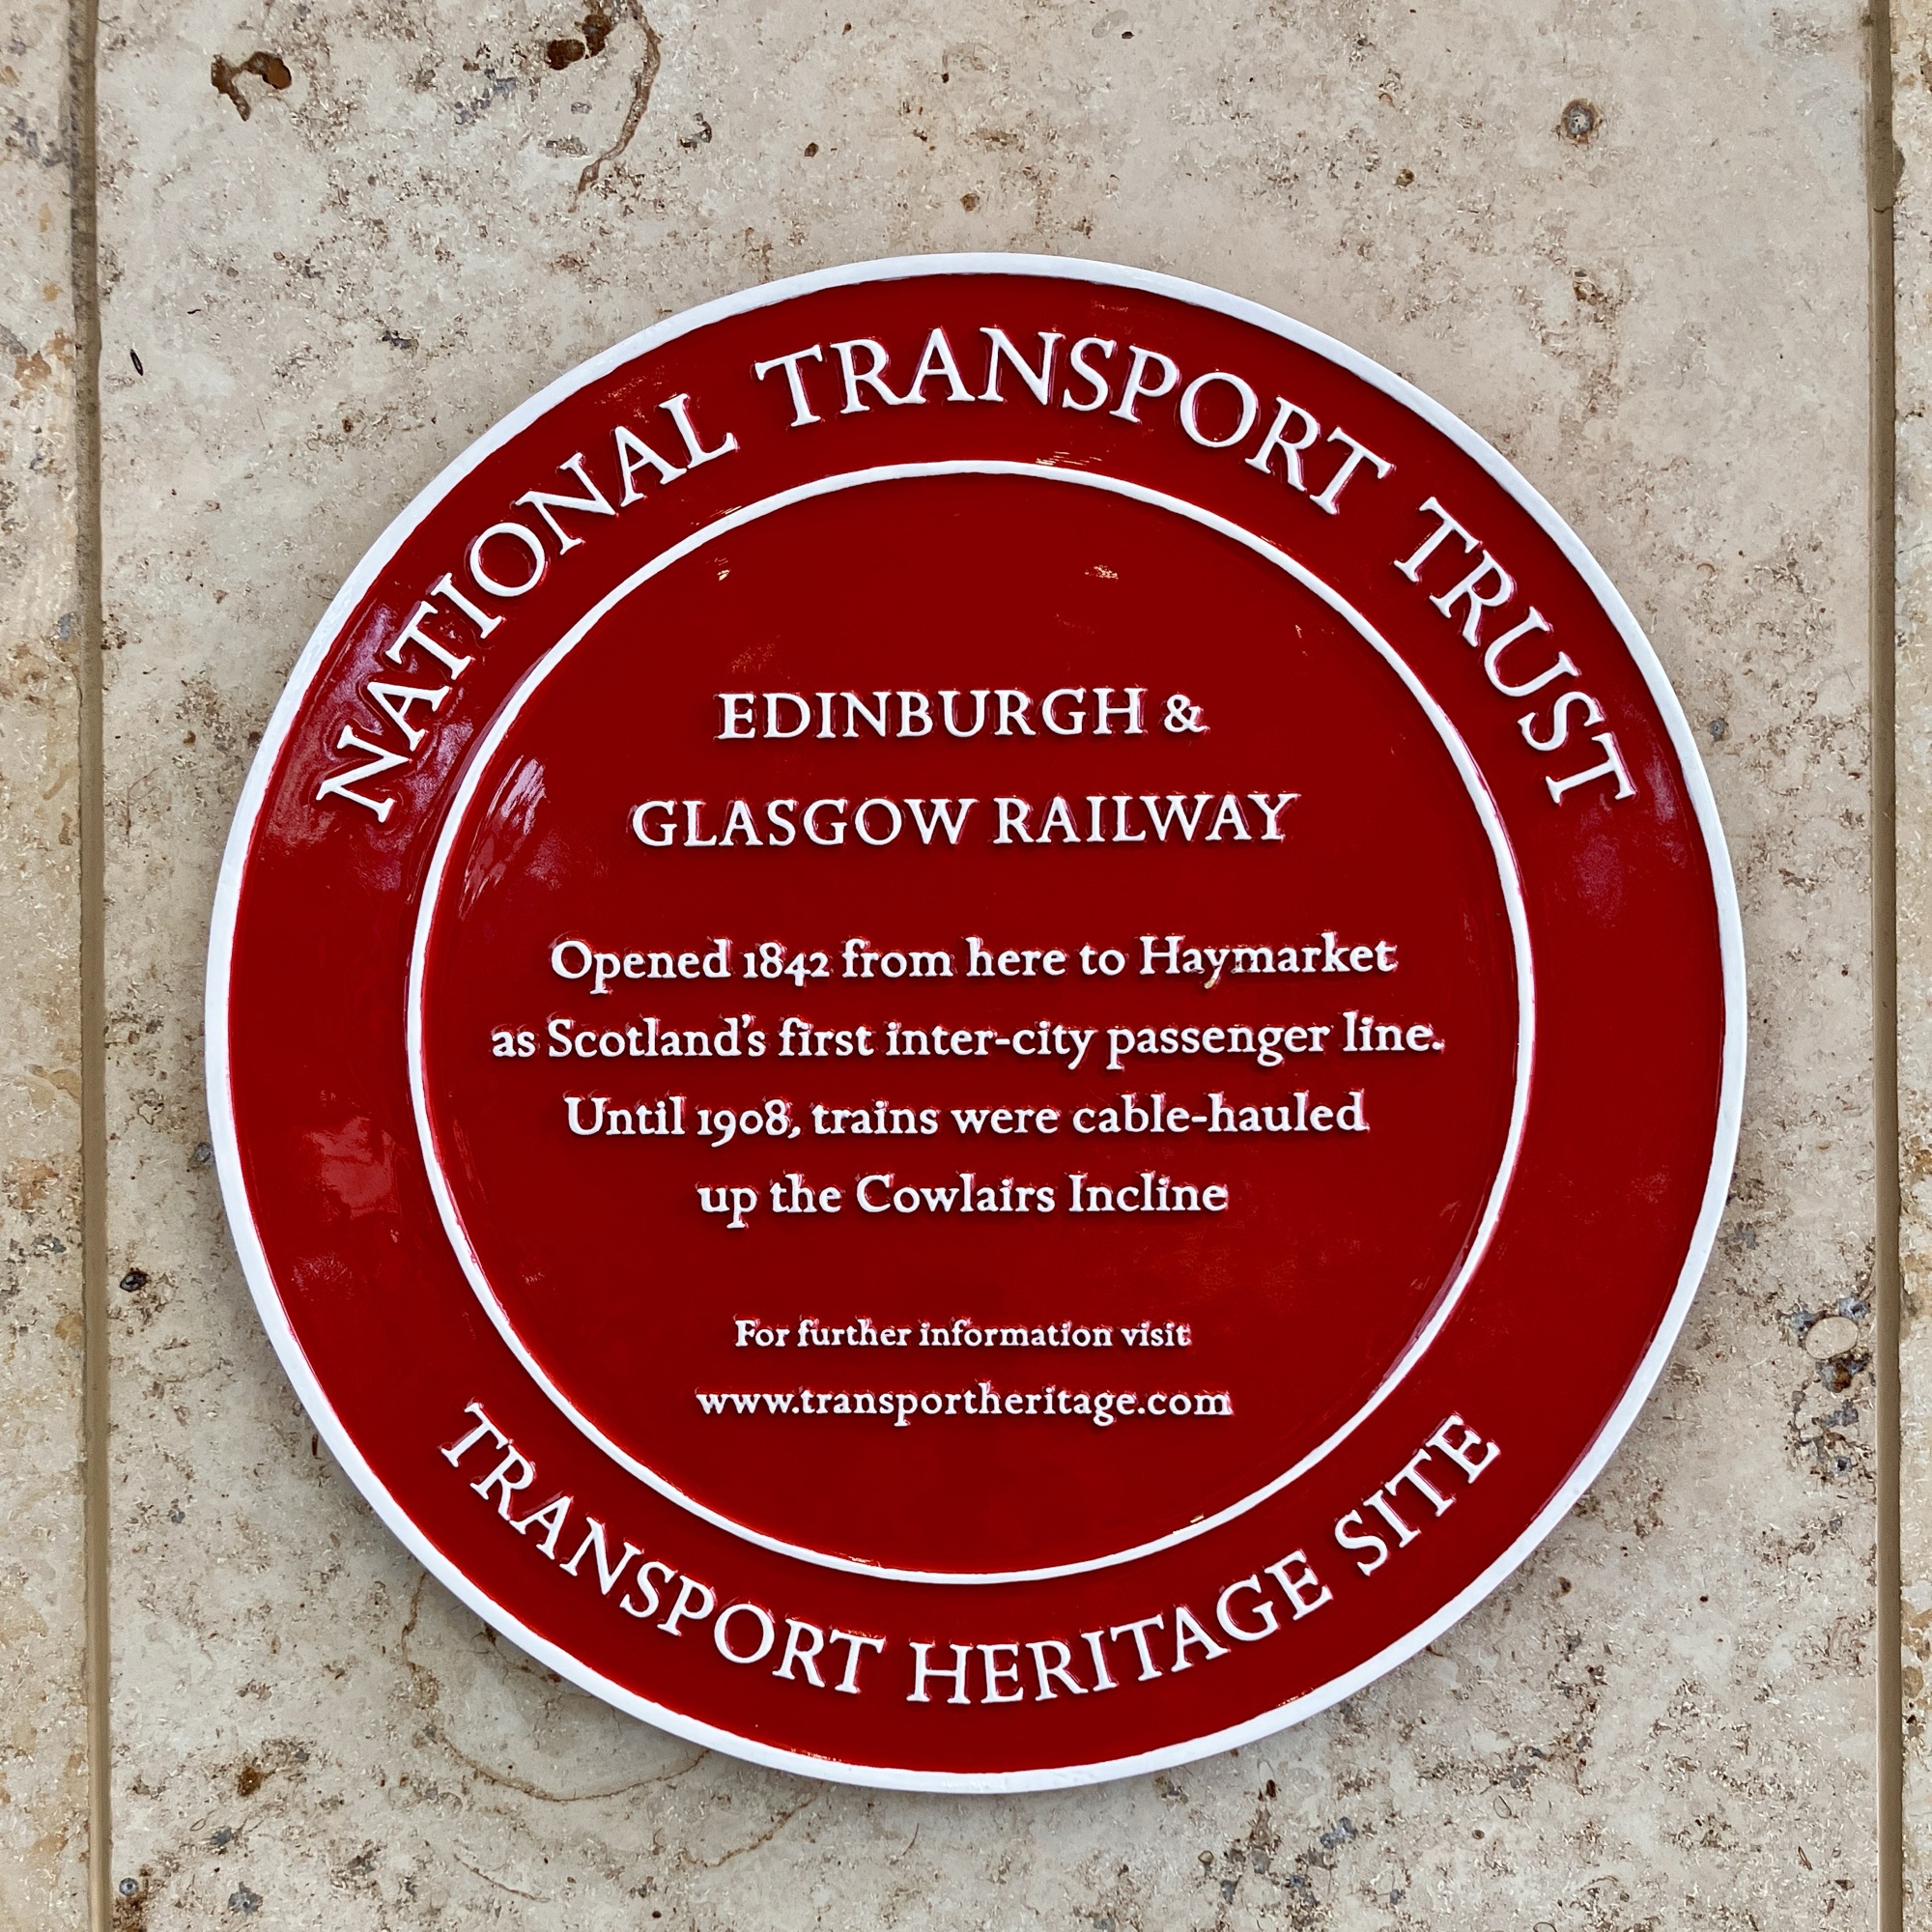 NATIONAL TRANSPORT TRUST
EDINBURGH &
GLASGOW RAILWAY
Opened 1842 from here to Haymarket
as Scotland's first inter-city passenger line.
Until 1908, trains were cable-hauled
up the Cowlairs Incline
For further information visit
www.transportheritage.com
TRANSPORT HERITAGE SITE